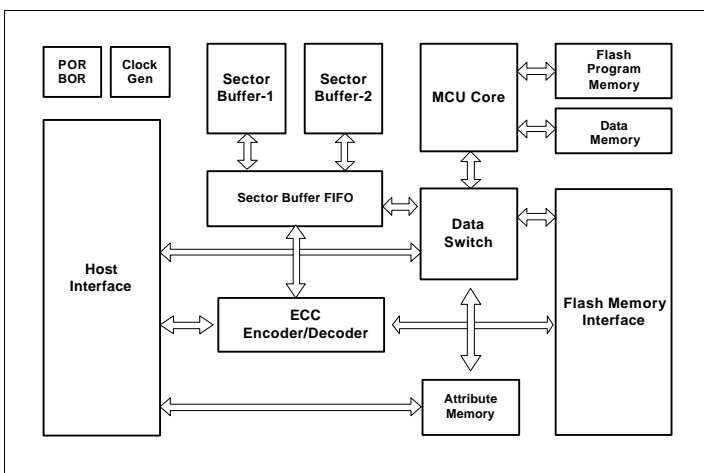 POR
BOR
Clock
Gen
Sector
Buffer-1
Sector
Buffer-2
MCU Core
Flash
Program
Memory
Data
Memory
Sector Buffer FIFO
Data
Switch
Host
Interface
ECC
Encoder/Decoder
Flash Memory
Interface
Attribute
Memory